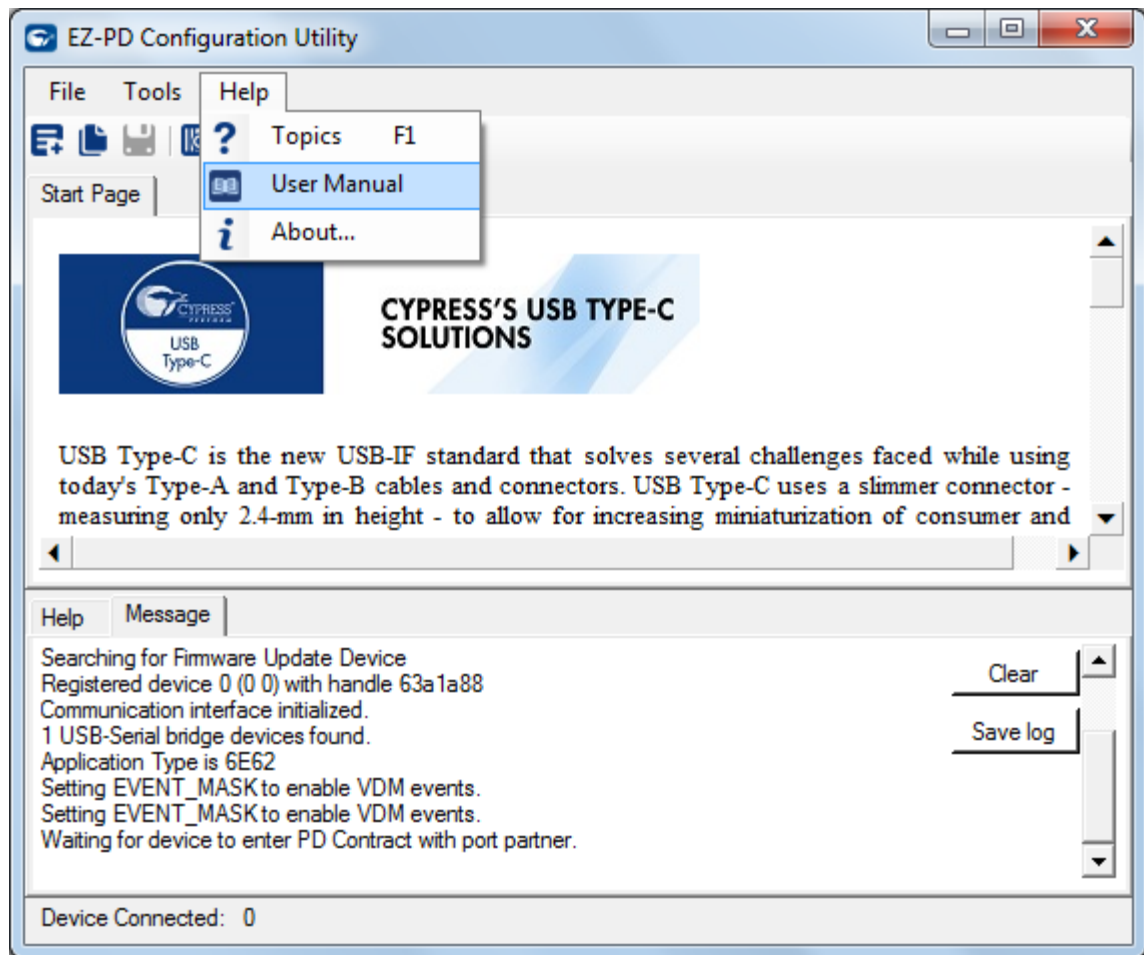 EZ-PD Configuration Utility
File Tools Help
? Topics F1
User Manual
i About...
Start Page
CYPRESS
PERFORM
USB
Type-C
CYPRESS'S USB TYPE-C
SOLUTIONS
USB Type-C is the new USB-IF standard that solves several challenges faced while using
today's Type-A and Type-B cables and connectors. USB Type-C uses a slimmer connector -
measuring only 2.4-mm in height - to allow for increasing miniaturization of consumer and
Help Message
Searching for Firmware Update Device
Registered device 0 (0 0) with handle 63a1a88
Communication interface initialized.
1 USB-Serial bridge devices found.
Application Type is 6E62
Setting EVENT_MASK to enable VDM events.
Setting EVENT_MASK to enable VDM events.
Waiting for device to enter PD Contract with port partner.
Clear
Save log
Device Connected: 0